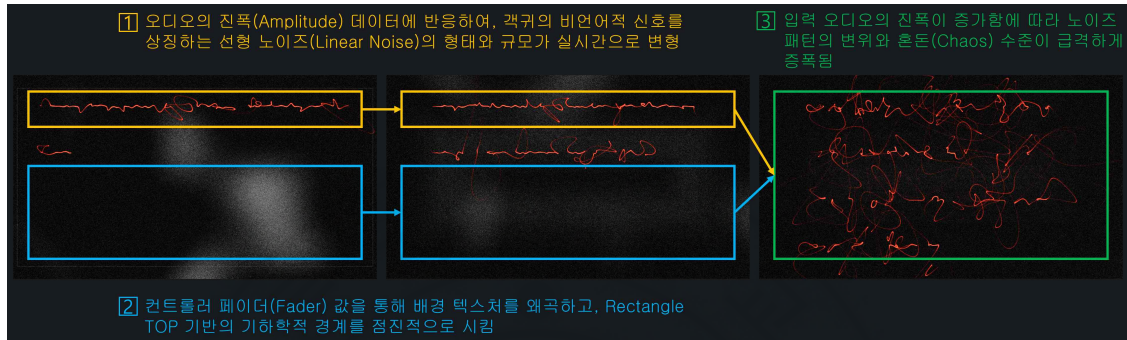 1 오디오의 진폭(Amplitude) 데이터에 반응하여, 객귀의 비언어적 신호를
상징하는 선형 노이즈(Linear Noise)의 형태와 규모가 실시간으로 변형
3 입력 오디오의 진폭이 증가함에 따라 노이즈
패턴의 변위와 혼돈(Chaos) 수준이 급격하게
증폭됨
2 컨트롤러 페이더(Fader) 값을 통해 배경 텍스처를 왜곡하고, Rectangle
TOP 기반의 기하학적 경계를 점진적으로 시킴